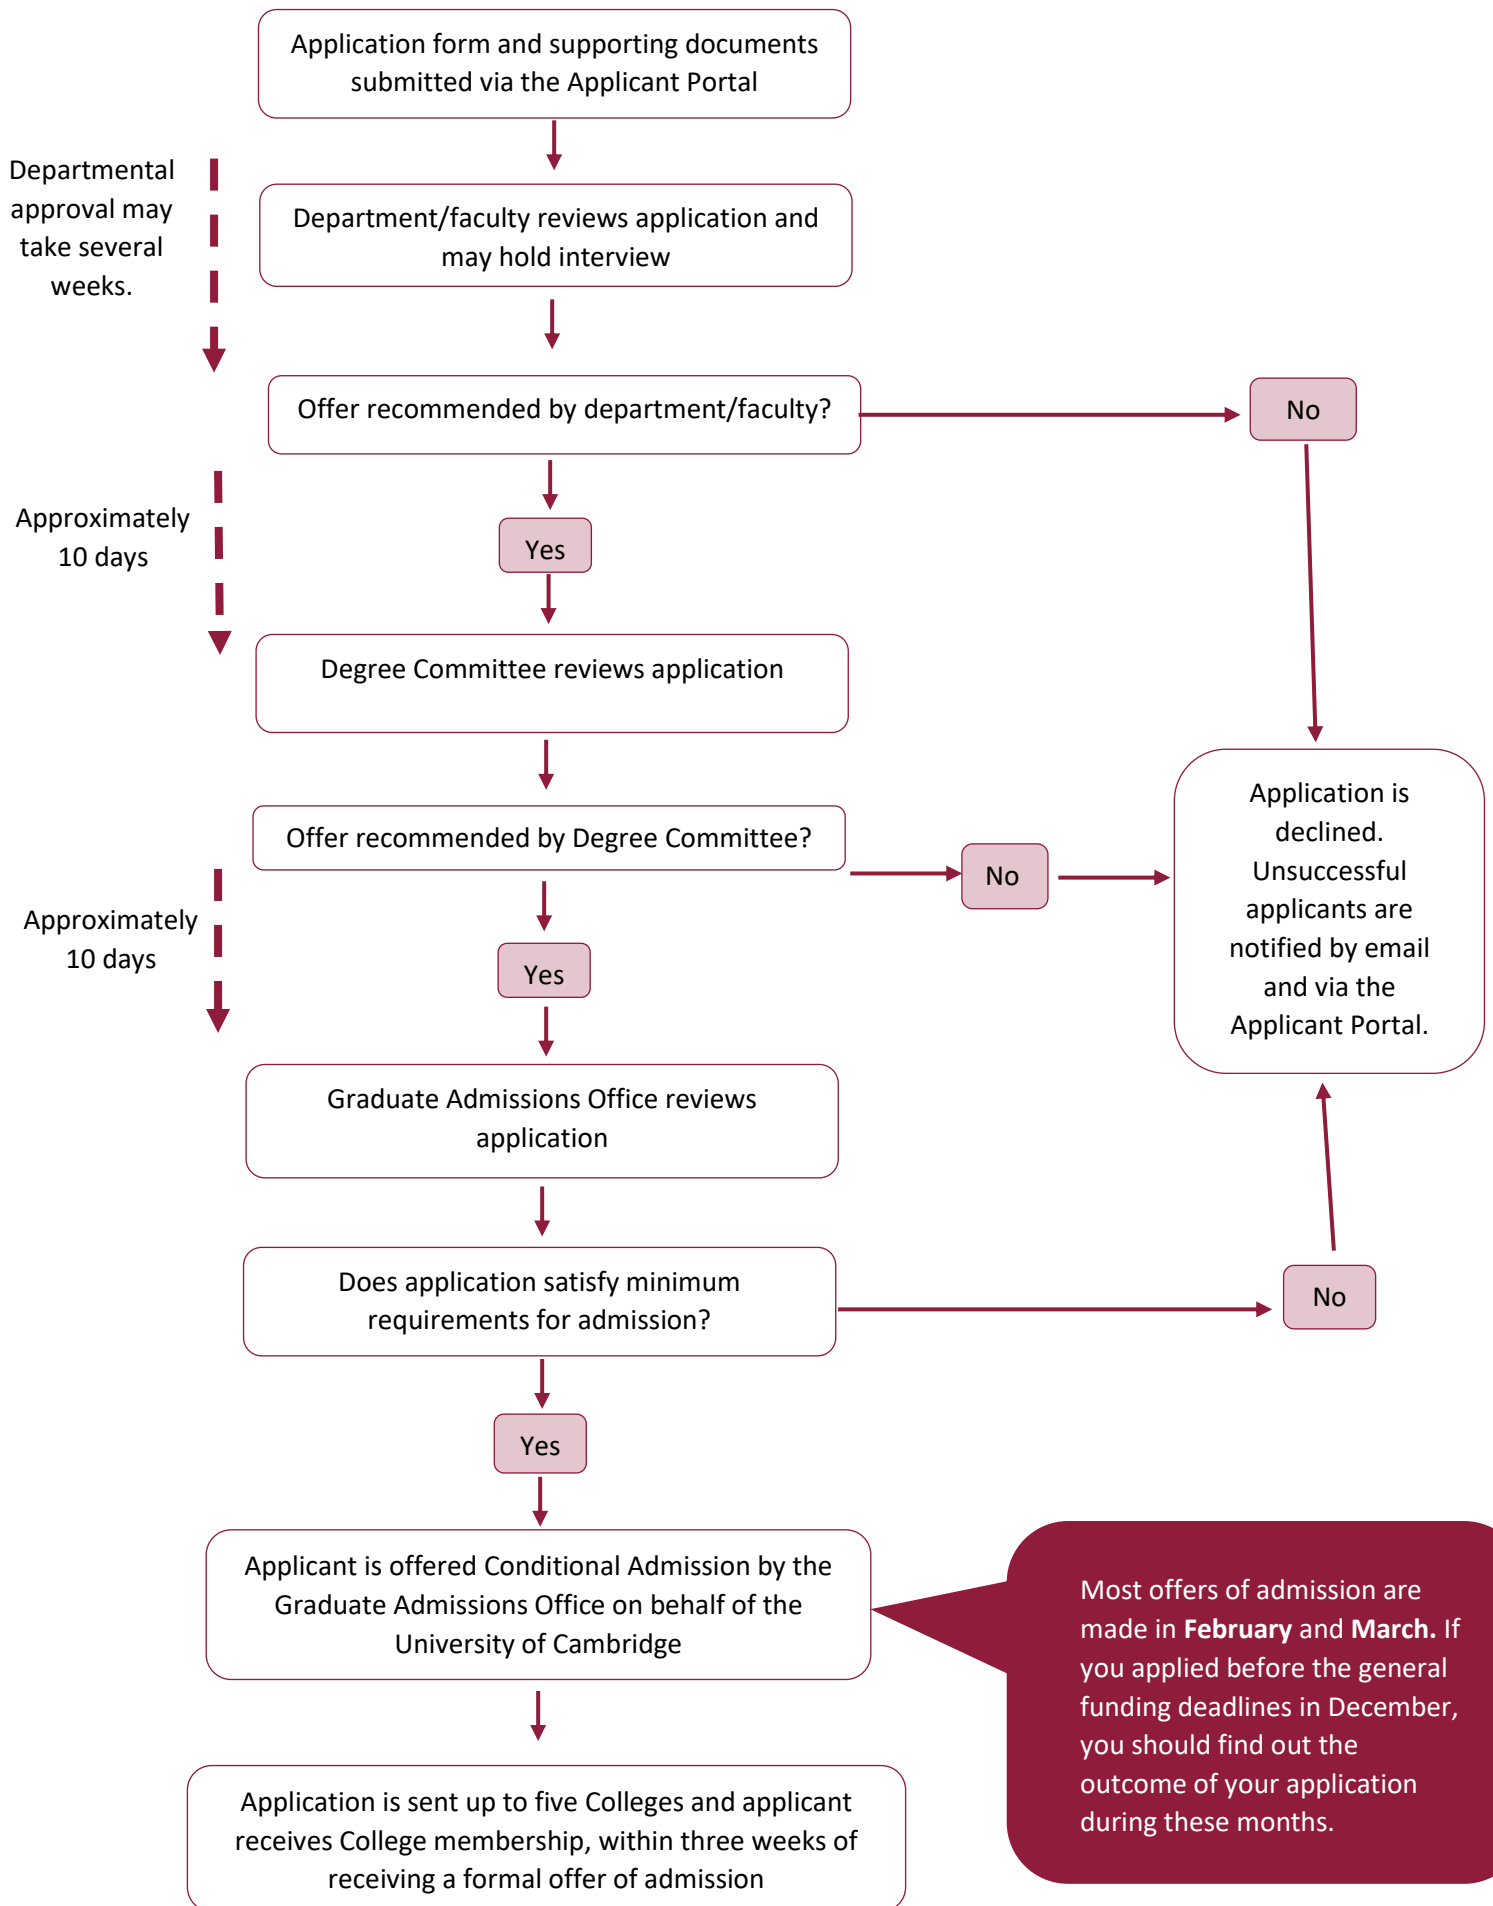 Application form and supporting documents
submitted via the Applicant Portal
Departmental
approval may
take several
weeks.
Department/faculty reviews application and
may hold interview
Offer recommended by department/faculty?
No
Approximately
10 days
Yes
Degree Committee reviews application
Offer recommended by Degree Committee?
No
Application is
declined.
Unsuccessful
applicants are
notified by email
and via the
Applicant Portal.
Approximately
10 days
Yes
Graduate Admissions Office reviews
application
Does application satisfy minimum
requirements for admission?
No
Yes
Applicant is offered Conditional Admission by the
Graduate Admissions Office on behalf of the
University of Cambridge
Most offers of admission are
made in February and March. If
you applied before the general
funding deadlines in December,
you should find out the
outcome of your application
during these months.
Application is sent up to five Colleges and applicant
receives College membership, within three weeks of
receiving a formal offer of admission